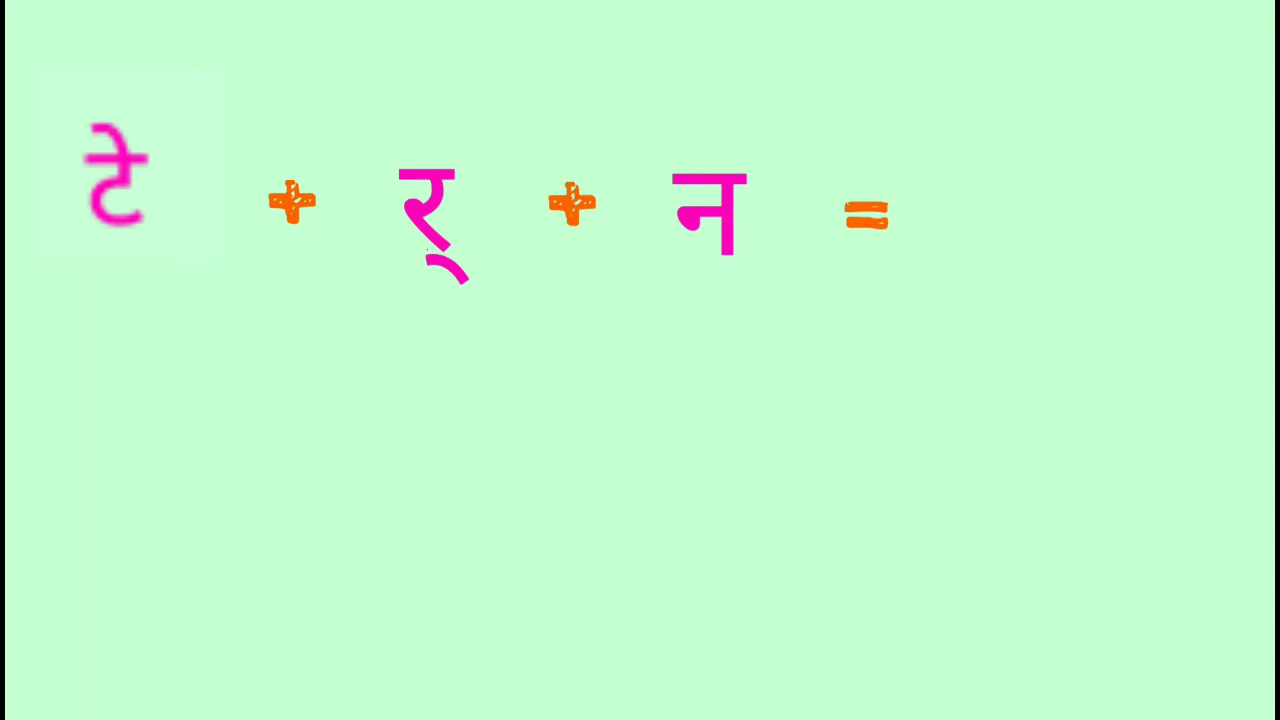 टे + र् + न =